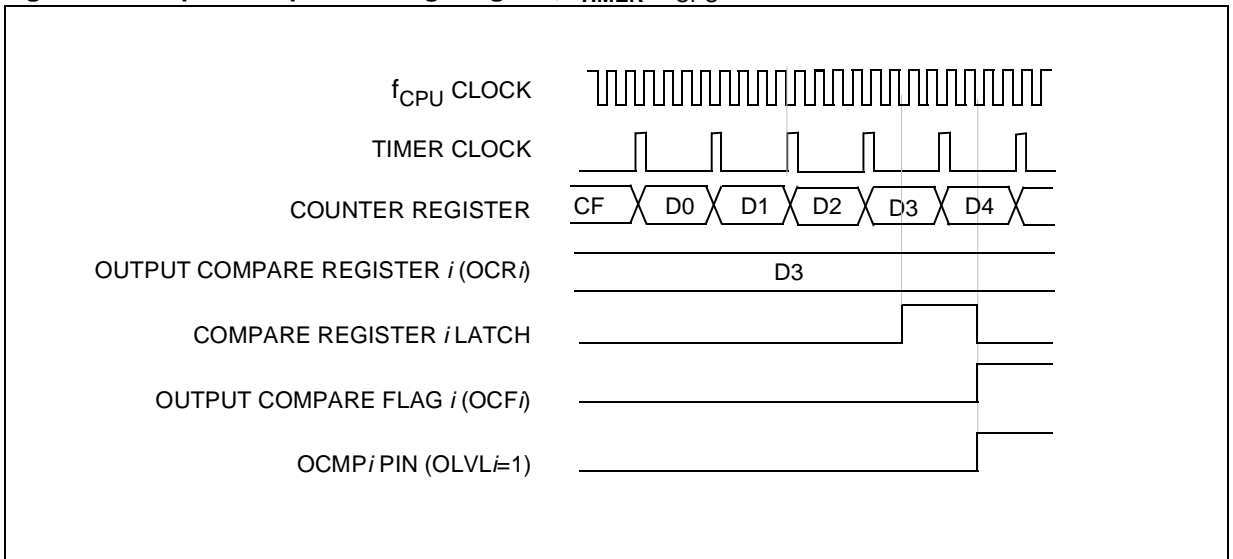 f_CPU CLOCK
TIMER CLOCK
COUNTER REGISTER
CF D0 D1 D2 D3 D4
OUTPUT COMPARE REGISTER i (OCRi)
D3
COMPARE REGISTER i LATCH
OUTPUT COMPARE FLAG i (OCFi)
OCMPi PIN (OLVLi=1)